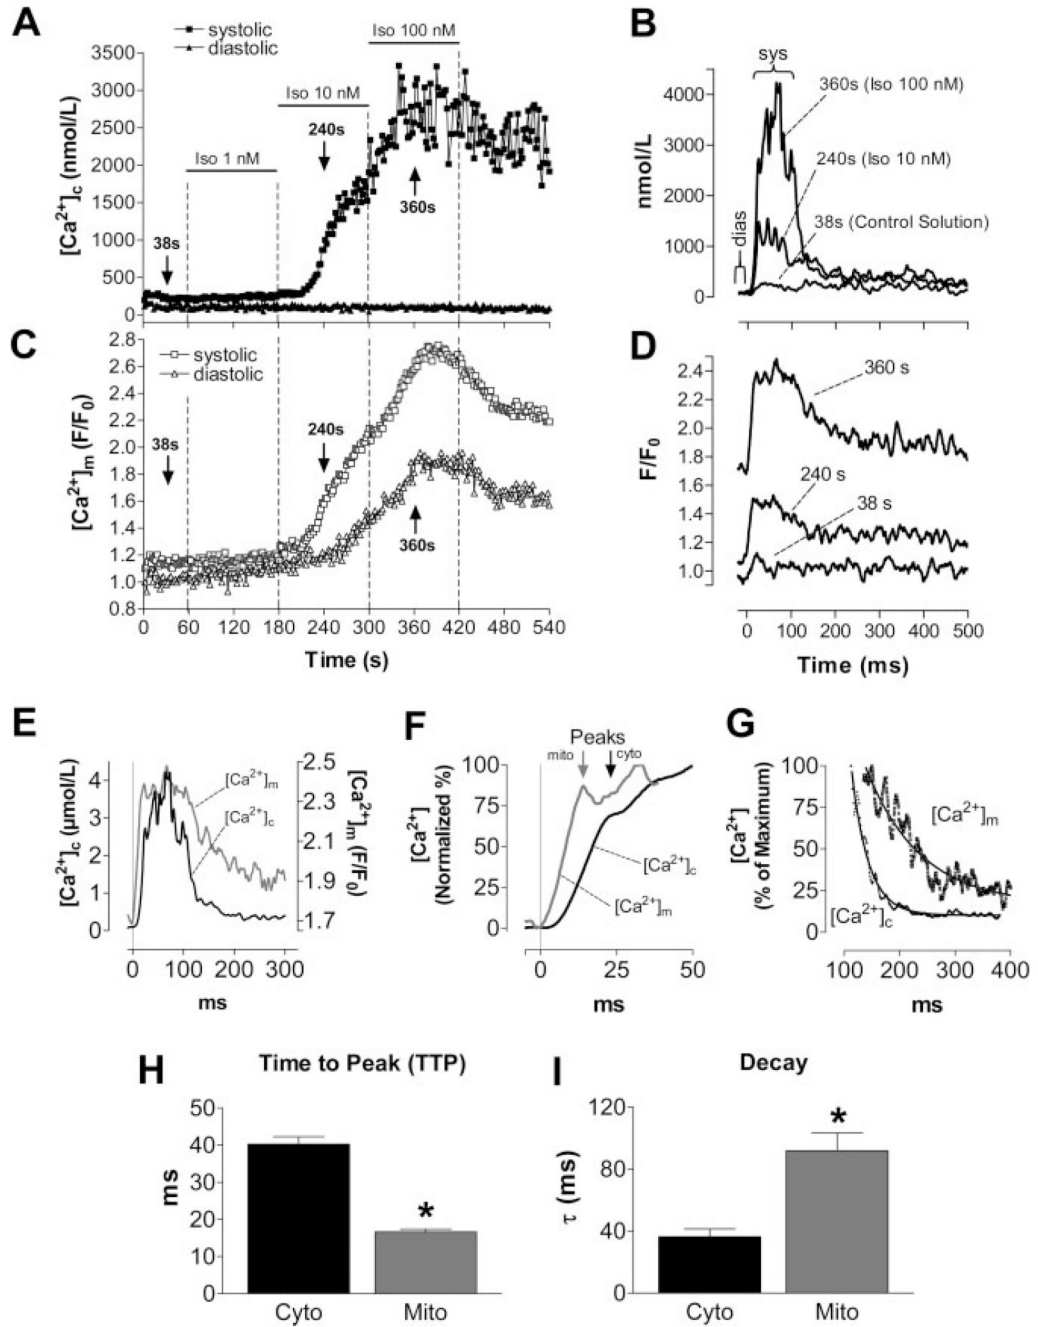 A
systolic
diastolic
Iso 1 nM
Iso 10 nM
Iso 100 nM
38s
240s
360s
[Ca²⁺]c (nmol/L)
3500
3000
2500
2000
1500
1000
500
0
B
sys
dias
360s (Iso 100 nM)
240s (Iso 10 nM)
38s (Control Solution)
nmol/L
4000
3000
2000
1000
0
C
systolic
diastolic
38s
240s
360s
[Ca²⁺]m (F/F0)
2.8
2.6
2.4
2.2
2.0
1.8
1.6
1.4
1.2
1.0
0.8
0 60 120 180 240 300 360 420 480 540
Time (s)
D
360 s
240 s
38 s
F/F0
2.4
2.2
2.0
1.8
1.6
1.4
1.2
1.0
0 100 200 300 400 500
Time (ms)
E
[Ca²⁺]c (µmol/L)
4
3
2
1
0
[Ca²⁺]m
[Ca²⁺]c
2.5
2.3
2.1
1.9
1.7
[Ca²⁺]m (F/F0)
0 100 200 300
ms
F
Peaks
mito
cyto
[Ca²⁺]
(Normalized %)
100
75
50
25
0
[Ca²⁺]c
[Ca²⁺]m
0 25 50
ms
G
[Ca²⁺]
(% of Maximum)
100
75
50
25
0
[Ca²⁺]m
[Ca²⁺]c
100 200 300 400
ms
H
Time to Peak (TTP)
ms
50
40
30
20
10
0
*
Cyto Mito
I
Decay
τ (ms)
120
80
40
0
*
Cyto Mito